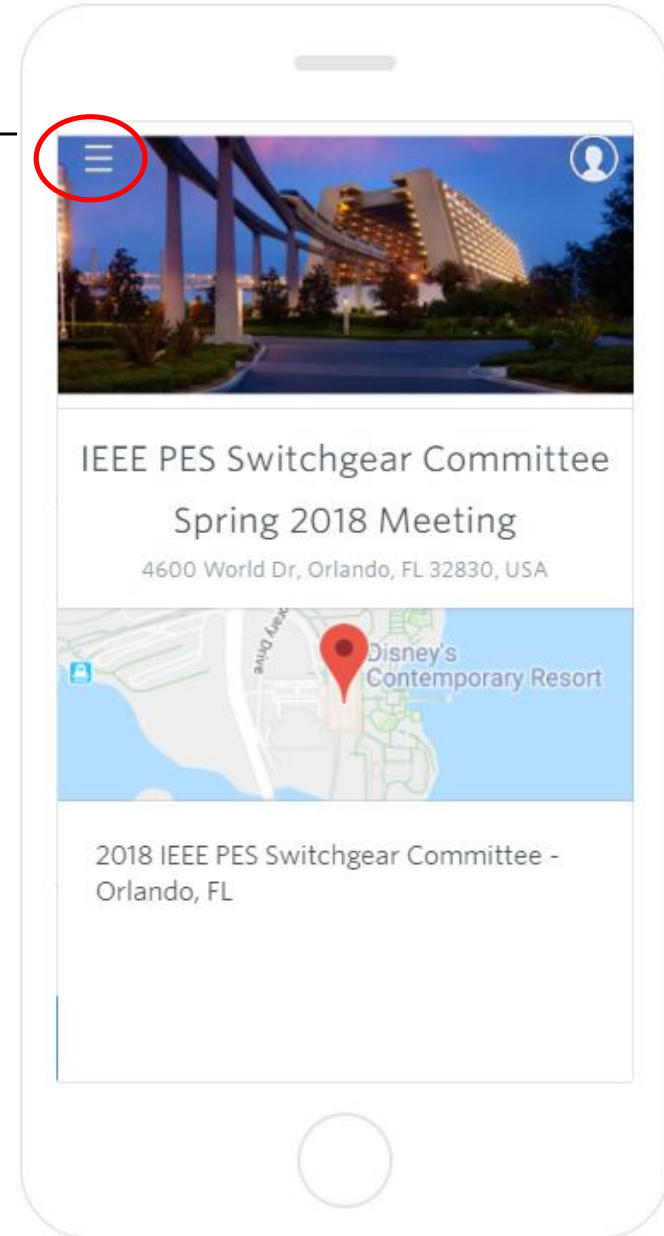 IEEE PES Switchgear Committee
Spring 2018 Meeting
4600 World Dr, Orlando, FL 32830, USA
Disney's
Contemporary Resort
2018 IEEE PES Switchgear Committee -
Orlando, FL